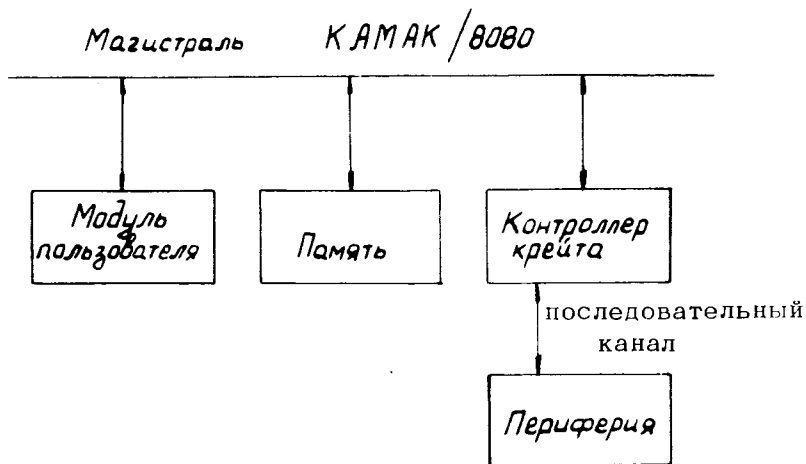 Магистраль КАМАК/8080
Модуль
пользователя
Память
Контроллер
крейта
последовательный
канал
Периферия